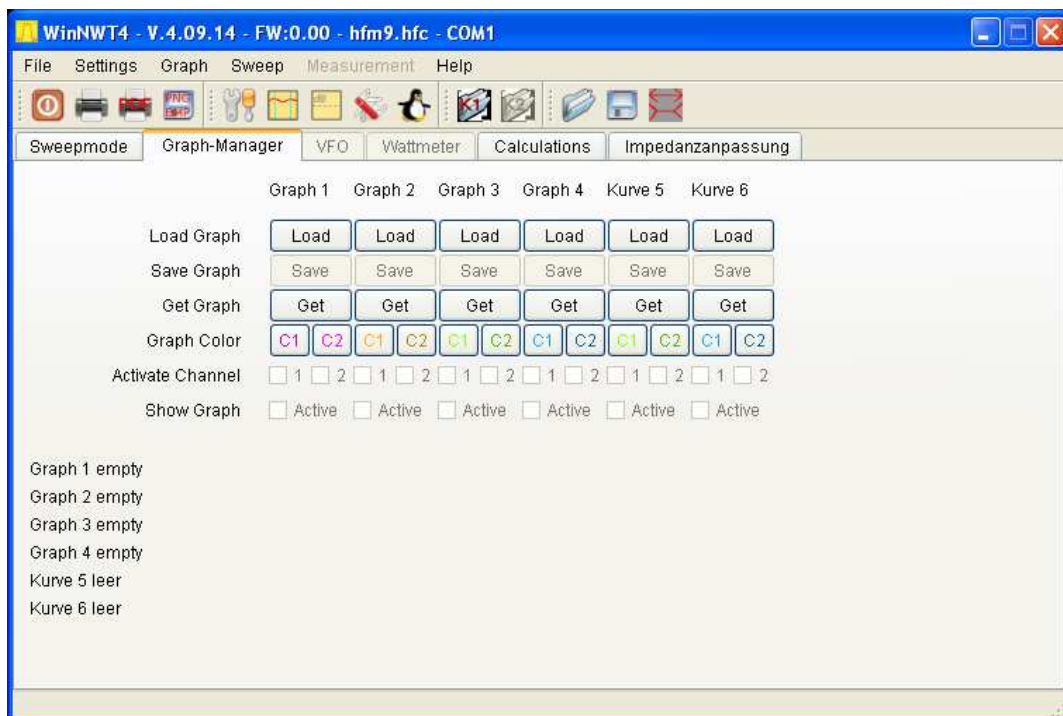 WinNWT4 - V.4.09.14 - FW:0.00 - hfm9.hfc - COM1
File Settings Graph Sweep Measurement Help
PDF PNG BMP K1 K2
Sweepmode Graph-Manager VFO Wattmeter Calculations Impedanzanpassung
Graph 1 Graph 2 Graph 3 Graph 4 Kurve 5 Kurve 6
Load Graph Load Load Load Load Load Load
Save Graph Save Save Save Save Save Save
Get Graph Get Get Get Get Get Get
Graph Color C1 C2 C1 C2 C1 C2 C1 C2 C1 C2 C1 C2
Activate Channel 1 2 1 2 1 2 1 2 1 2 1 2
Show Graph Active Active Active Active Active Active
Graph 1 empty
Graph 2 empty
Graph 3 empty
Graph 4 empty
Kurve 5 leer
Kurve 6 leer